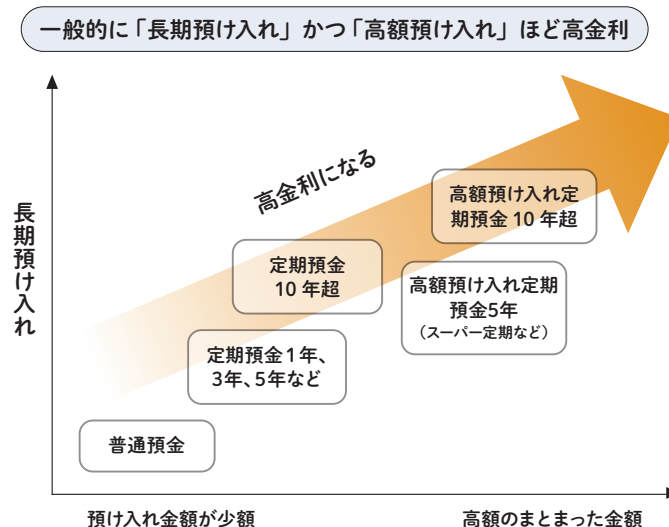 一般的に「長期預け入れ」かつ「高額預け入れ」ほど高金利
長期預け入れ
高金利になる
高額預け入れ定
期預金 10 年超
定期預金
10 年超
高額預け入れ定期
預金5年
（スーパー定期など）
定期預金1年、
3年、5年など
普通預金
預け入れ金額が少額
高額のまとまった金額